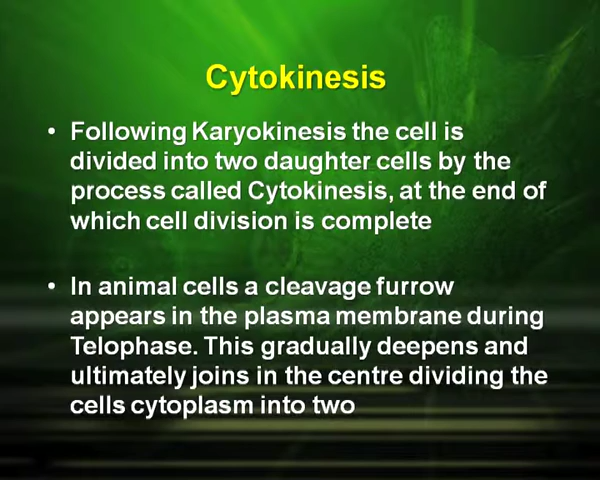 Cytokinesis
• Following Karyokinesis the cell is
divided into two daughter cells by the
process called Cytokinesis, at the end of
which cell division is complete
• In animal cells a cleavage furrow
appears in the plasma membrane during
Telophase. This gradually deepens and
ultimately joins in the centre dividing the
cells cytoplasm into two